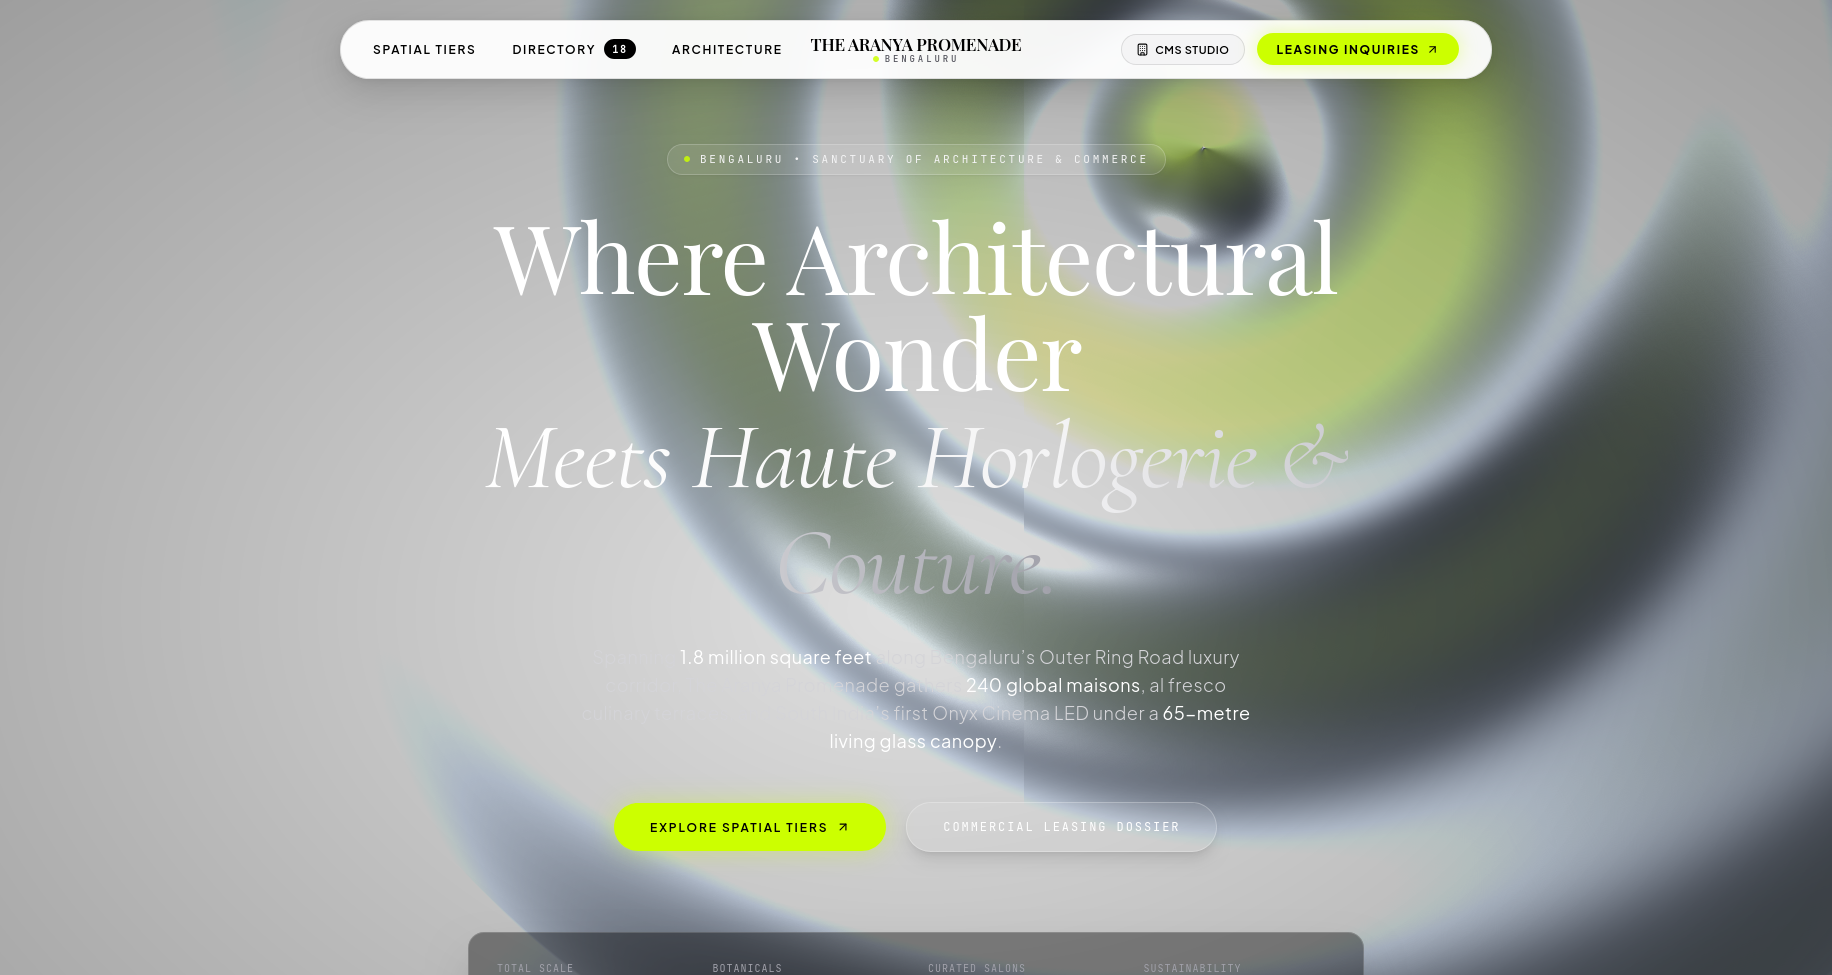 SPATIAL TIERS
DIRECTORY 18
ARCHITECTURE
THE ARANYA PROMENADE
BENGALURU
CMS STUDIO
LEASING INQUIRIES
BENGALURU • SANCTUARY OF ARCHITECTURE & COMMERCE
Where Architectural
Wonder
Meets Haute Horlogerie &
Couture.
1.8 million square feet along Bengaluru's Outer Ring Road luxury
Promenade gathers 240 global maisons, al fresco
culinary first Onyx Cinema LED under a 65-metre
living glass canopy.
EXPLORE SPATIAL TIERS
COMMERCIAL LEASING DOSSIER
TOTAL SCALE
BOTANICALS
CURATED SALONS
SUSTAINABILITY